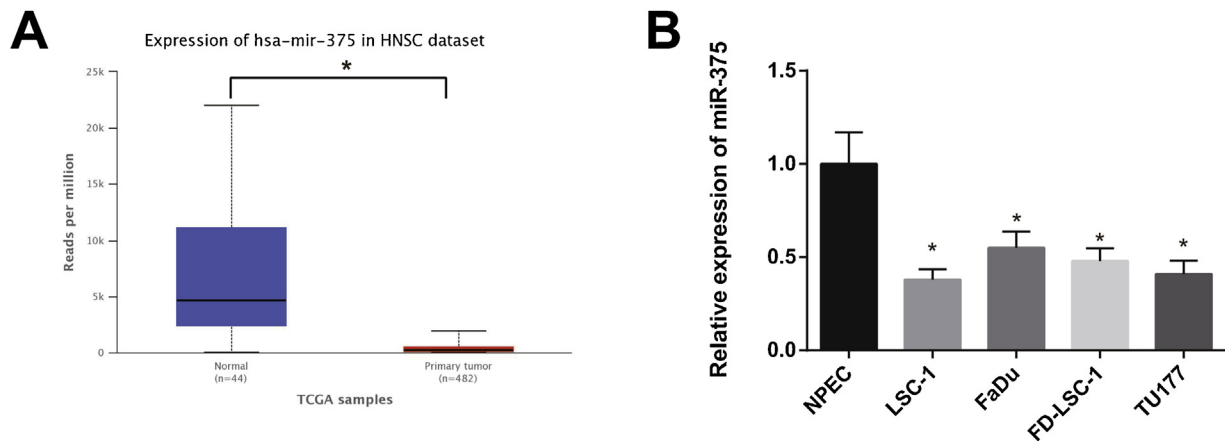 A
Expression of hsa-mir-375 in HNSC dataset
*
Reads per million
25k
20k
15k
10k
5k
0
Normal
(n=44)
Primary tumor
(n=482)
TCGA samples
B
Relative expression of miR-375
1.5
1.0
0.5
0.0
*
*
*
*
NPEC
LSC-1
FaDu
FD-LSC-1
TU177